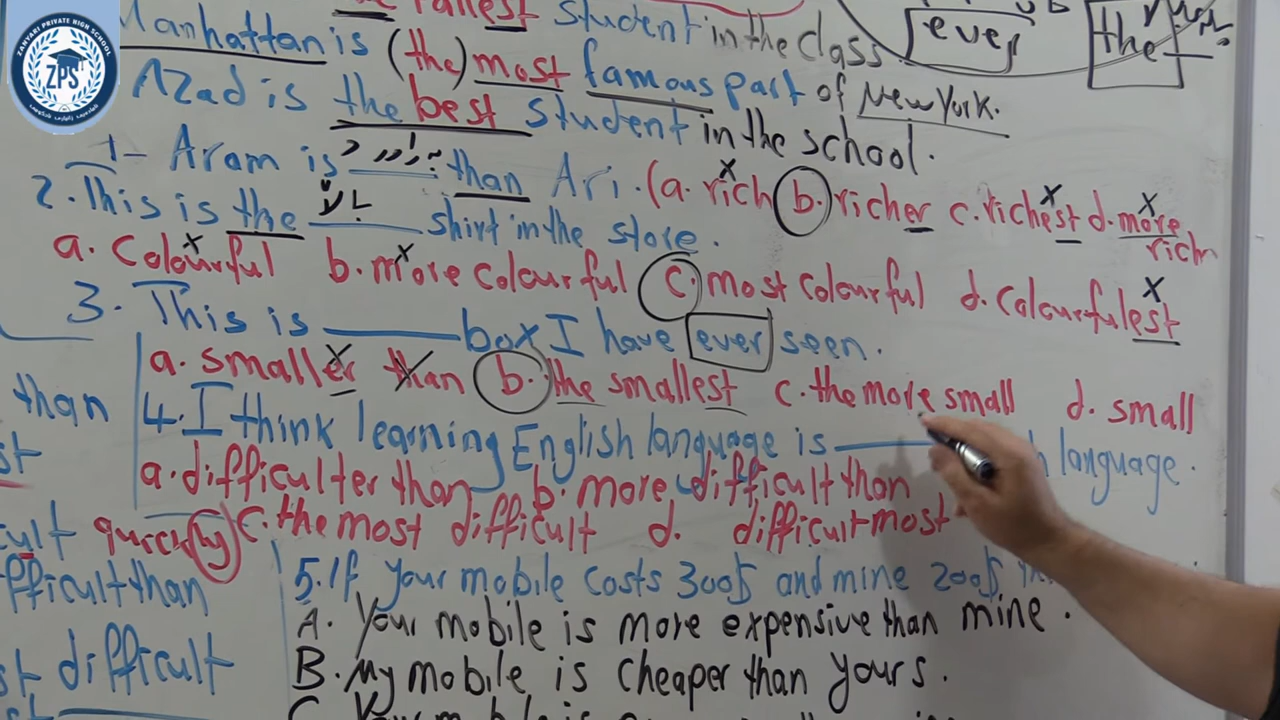 ZANYARI PRIVATE HIGH SCHOOL
ZPS
tallest student in the class
ever
the
Manhattan is (the) most famous part of New York.
Azad is the best student in the school.
1- Aram is than Ari. (a. rich b. richer c. richest d. more rich
2. This is the shirt in the store.
a. Colourful b. more colourful c. most colourful d. colourfulest
3. This is box I have ever seen.
a. smaller than b. the smallest c. the more small d. small
than
4. I think learning English language is language.
a. difficulter than b. more difficult than
c. the most difficult d. difficult most
5. If your mobile costs 300$ and mine 200$
A. Your mobile is more expensive than mine.
difficult
B. My mobile is cheaper than yours.